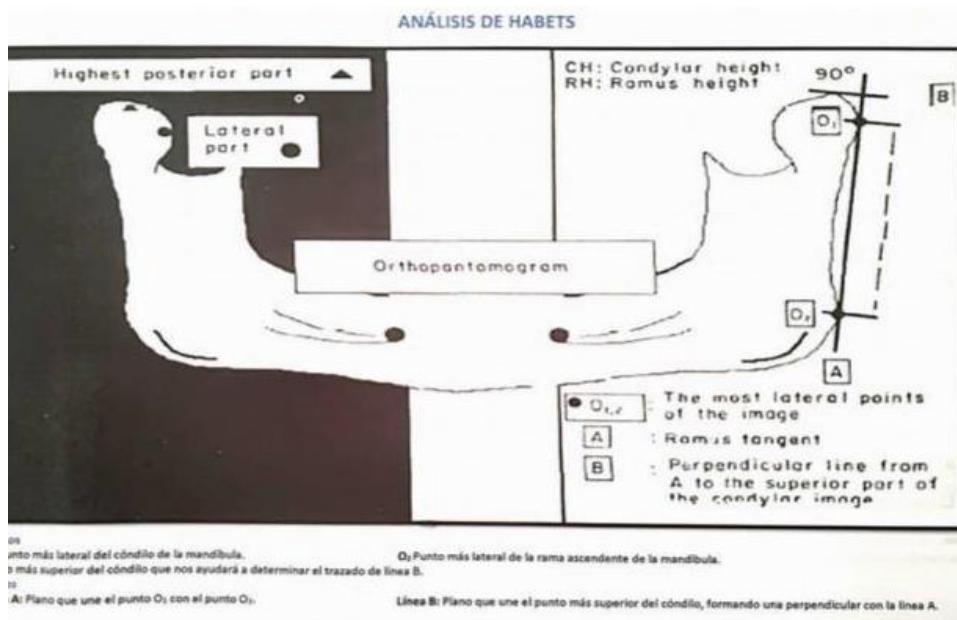 ANÁLISIS DE HABETS
Highest posterior part
Lateral
part
Orthopantomogram
CH: Condylar height
RH: Ramus height
90°
B
O₁
O₂
A
O₁,₂ : The most lateral points
of the image
A : Ramus tangent
B : Perpendicular line from
A to the superior part of
the condylar image
os
unto más lateral del cóndilo de la mandíbula.
O₂ Punto más lateral de la rama ascendente de la mandíbula.
o más superior del cóndilo que nos ayudará a determinar el trazado de línea B.
A: Plano que une el punto O₁ con el punto O₂.
Línea B: Plano que une el punto más superior del cóndilo, formando una perpendicular con la línea A.